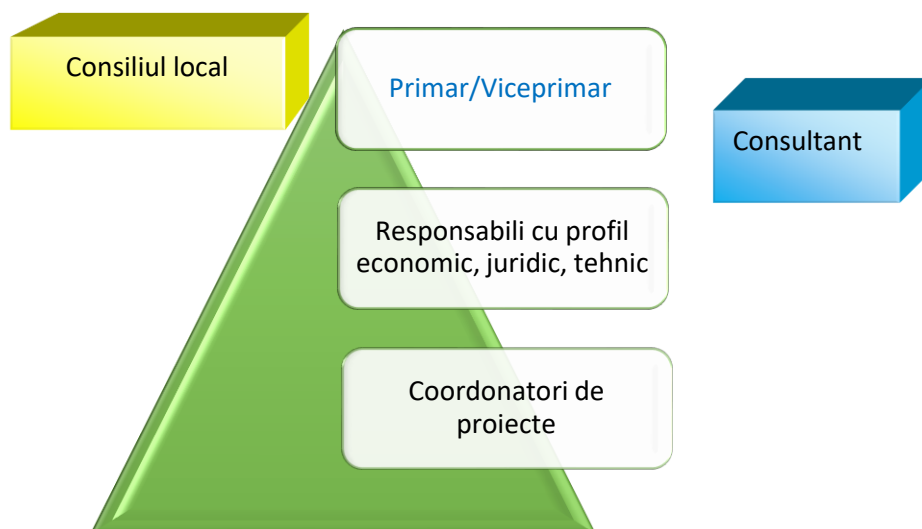 Consiliul local
Primar/Viceprimar
Consultant
Responsabili cu profil
economic, juridic, tehnic
Coordonatori de
proiecte